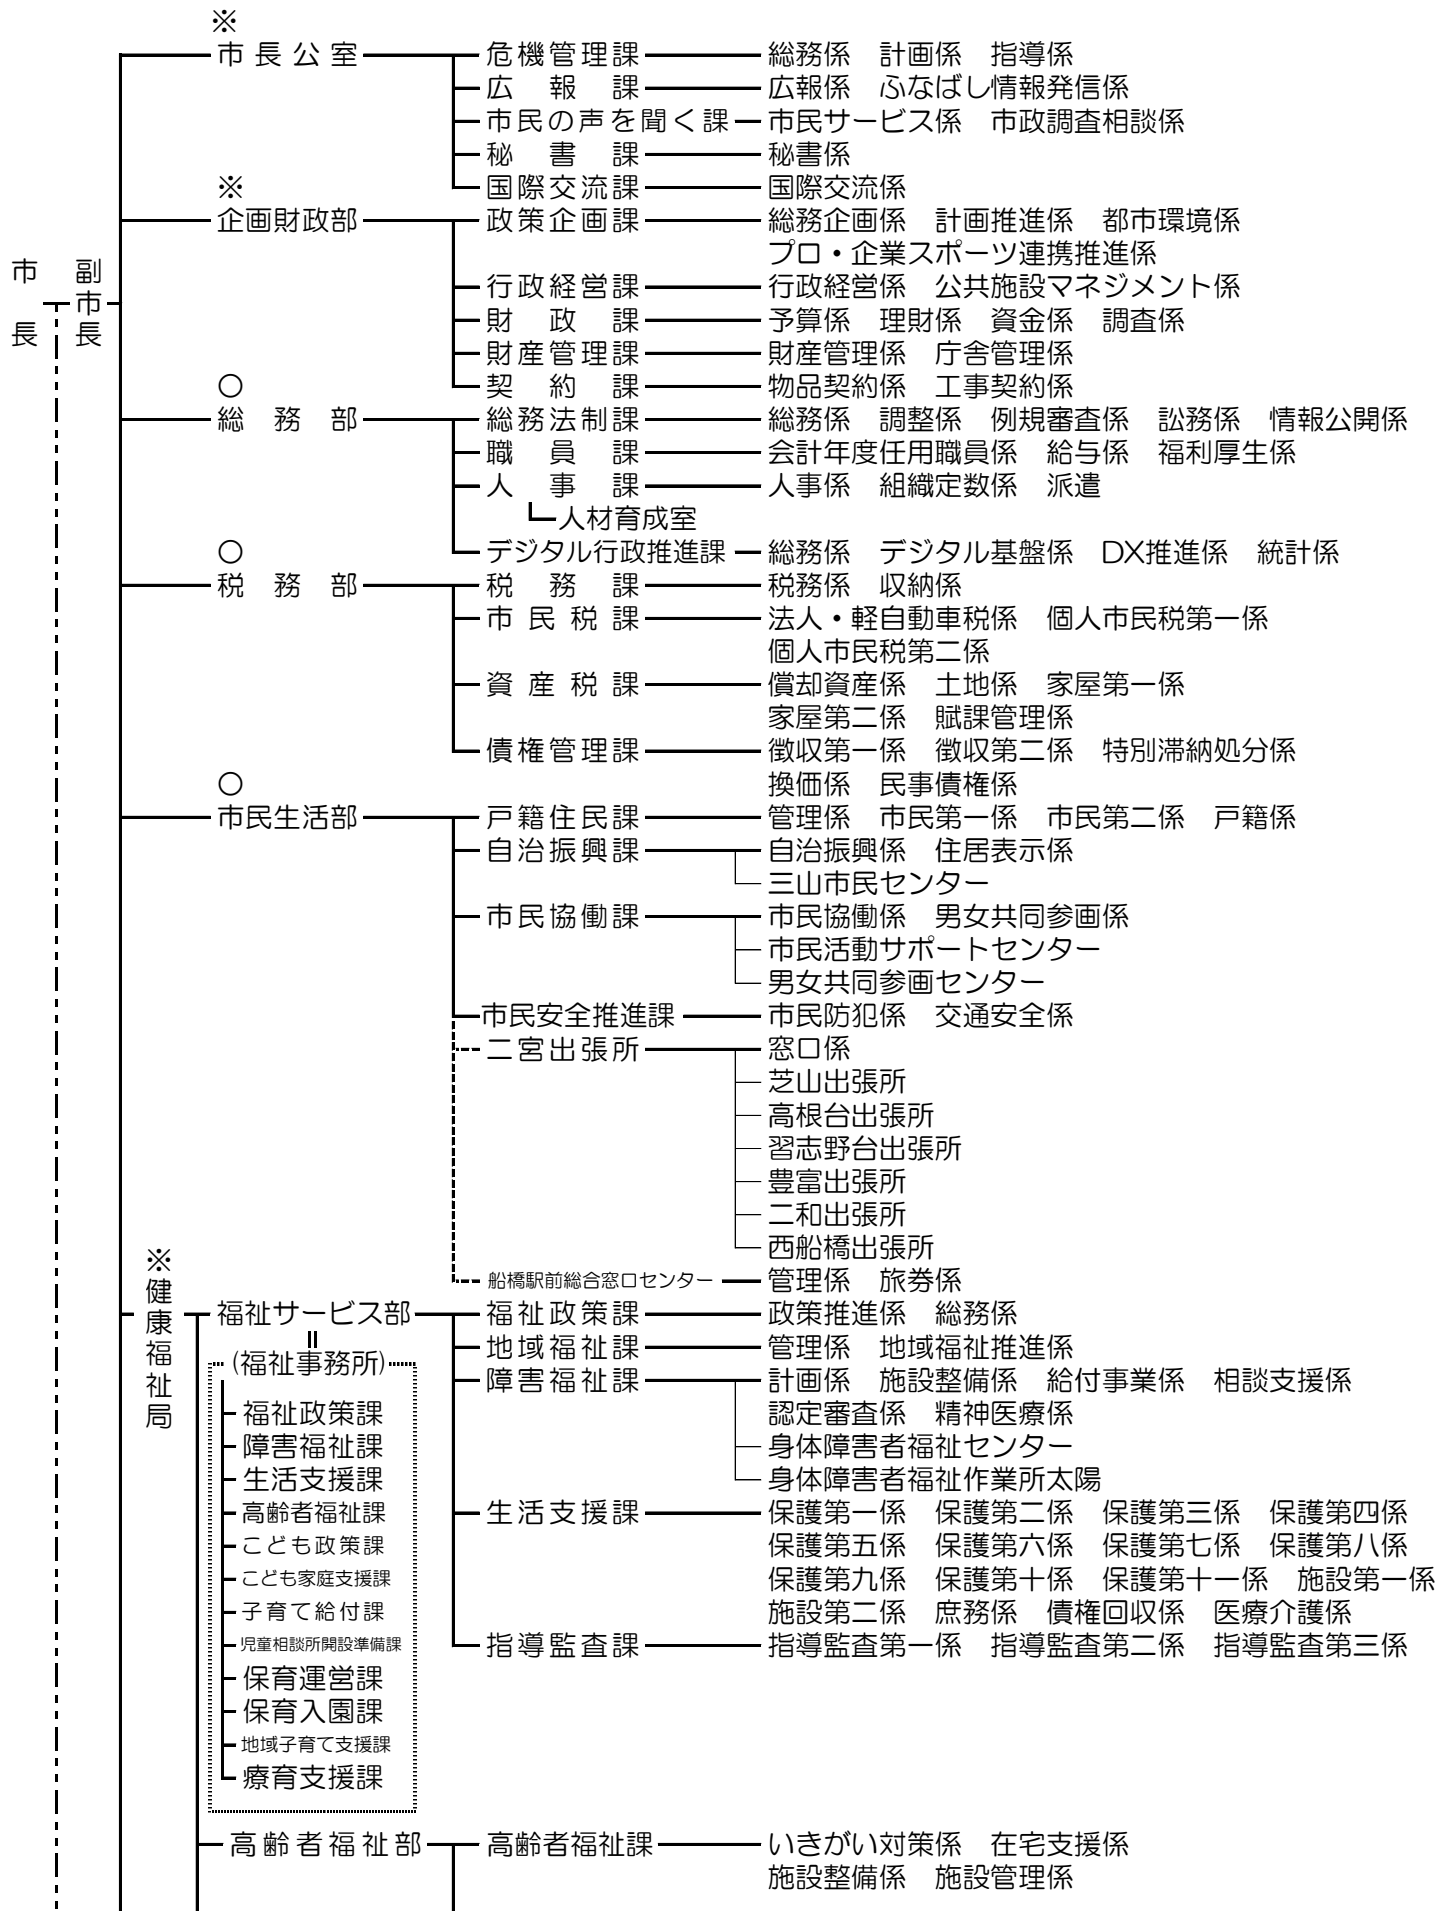 ※
市長公室 危機管理課 総務係 計画係 指導係
広報課 広報係 ふなばし情報発信係
市民の声を聞く課 市民サービス係 市政調査相談係
秘書課 秘書係
※ 国際交流課 国際交流係
企画財政部 政策企画課 総務企画係 計画推進係 都市環境係
プロ・企業スポーツ連携推進係
市長 副市長
行政経営課 行政経営係 公共施設マネジメント係
財政課 予算係 理財係 資金係 調査係
財産管理課 財産管理係 庁舎管理係
○ 契約課 物品契約係 工事契約係
総務部 総務法制課 総務係 調整係 例規審査係 訟務係 情報公開係
職員課 会計年度任用職員係 給与係 福利厚生係
人事課 人事係 組織定数係 派遣
人材育成室
○ デジタル行政推進課 総務係 デジタル基盤係 DX推進係 統計係
税務部 税務課 税務係 収納係
市民税課 法人・軽自動車税係 個人市民税第一係
個人市民税第二係
資産税課 償却資産係 土地係 家屋第一係
家屋第二係 賦課管理係
債権管理課 徴収第一係 徴収第二係 特別滞納処分係
○ 換価係 民事債権係
市民生活部 戸籍住民課 管理係 市民第一係 市民第二係 戸籍係
自治振興課 自治振興係 住居表示係
三山市民センター
市民協働課 市民協働係 男女共同参画係
市民活動サポートセンター
男女共同参画センター
市民安全推進課 市民防犯係 交通安全係
二宮出張所 窓口係
芝山出張所
高根台出張所
習志野台出張所
豊富出張所
二和出張所
西船橋出張所
船橋駅前総合窓口センター 管理係 旅券係
※健康福祉局
福祉サービス部 福祉政策課 政策推進係 総務係
地域福祉課 管理係 地域福祉推進係
(福祉事務所)
障害福祉課 計画係 施設整備係 給付事業係 相談支援係
福祉政策課 認定審査係 精神医療係
障害福祉課 身体障害者福祉センター
生活支援課 身体障害者福祉作業所太陽
高齢者福祉課 生活支援課 保護第一係 保護第二係 保護第三係 保護第四係
こども政策課 保護第五係 保護第六係 保護第七係 保護第八係
こども家庭支援課 保護第九係 保護第十係 保護第十一係 施設第一係
子育て給付課 施設第二係 庶務係 債権回収係 医療介護係
児童相談所開設準備課 指導監査課 指導監査第一係 指導監査第二係 指導監査第三係
保育運営課
保育入園課
地域子育て支援課
療育支援課
高齢者福祉部 高齢者福祉課 いきがい対策係 在宅支援係
施設整備係 施設管理係